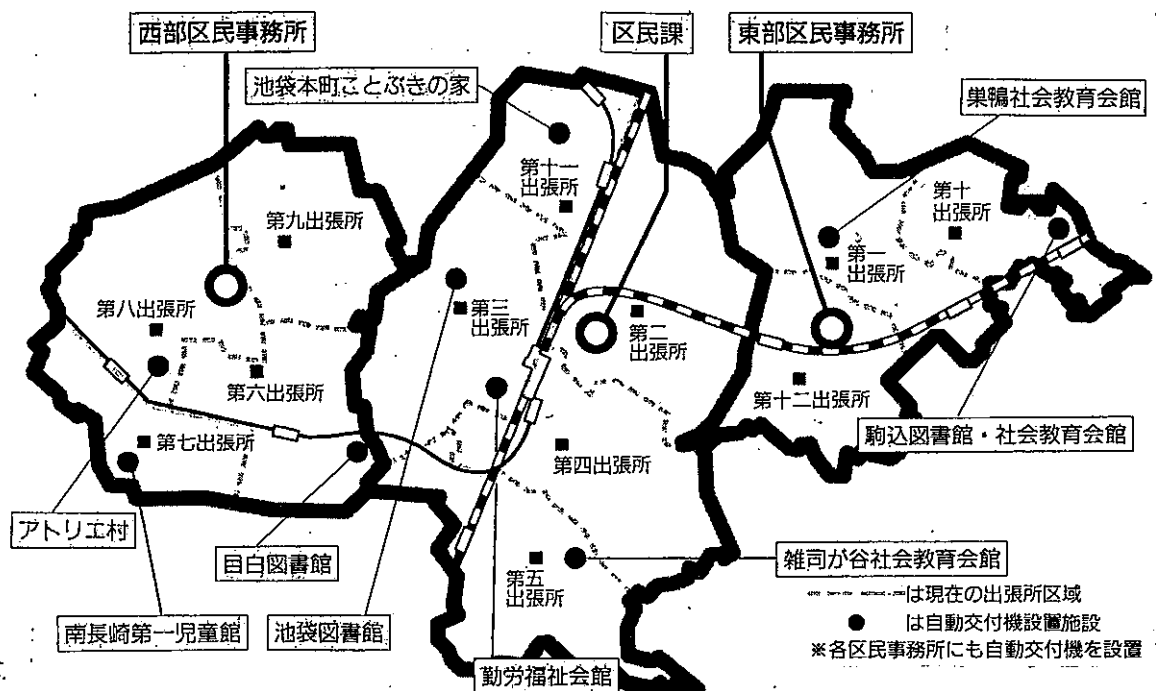 西部区民事務所
区民課
東部区民事務所
池袋本町ことぶきの家
巣鴨社会教育会館
第十一
出張所
第十
出張所
第九出張所
第一
出張所
第八出張所
第三
出張所
第二
出張所
第六出張所
第十二出張所
第七出張所
第四出張所
駒込図書館・社会教育会館
アトリエ村
目白図書館
第五
出張所
雑司が谷社会教育会館
南長崎第一児童館
池袋図書館
勤労福祉会館
は現在の出張所区域
は自動交付機設置施設
※各区民事務所にも自動交付機を設置